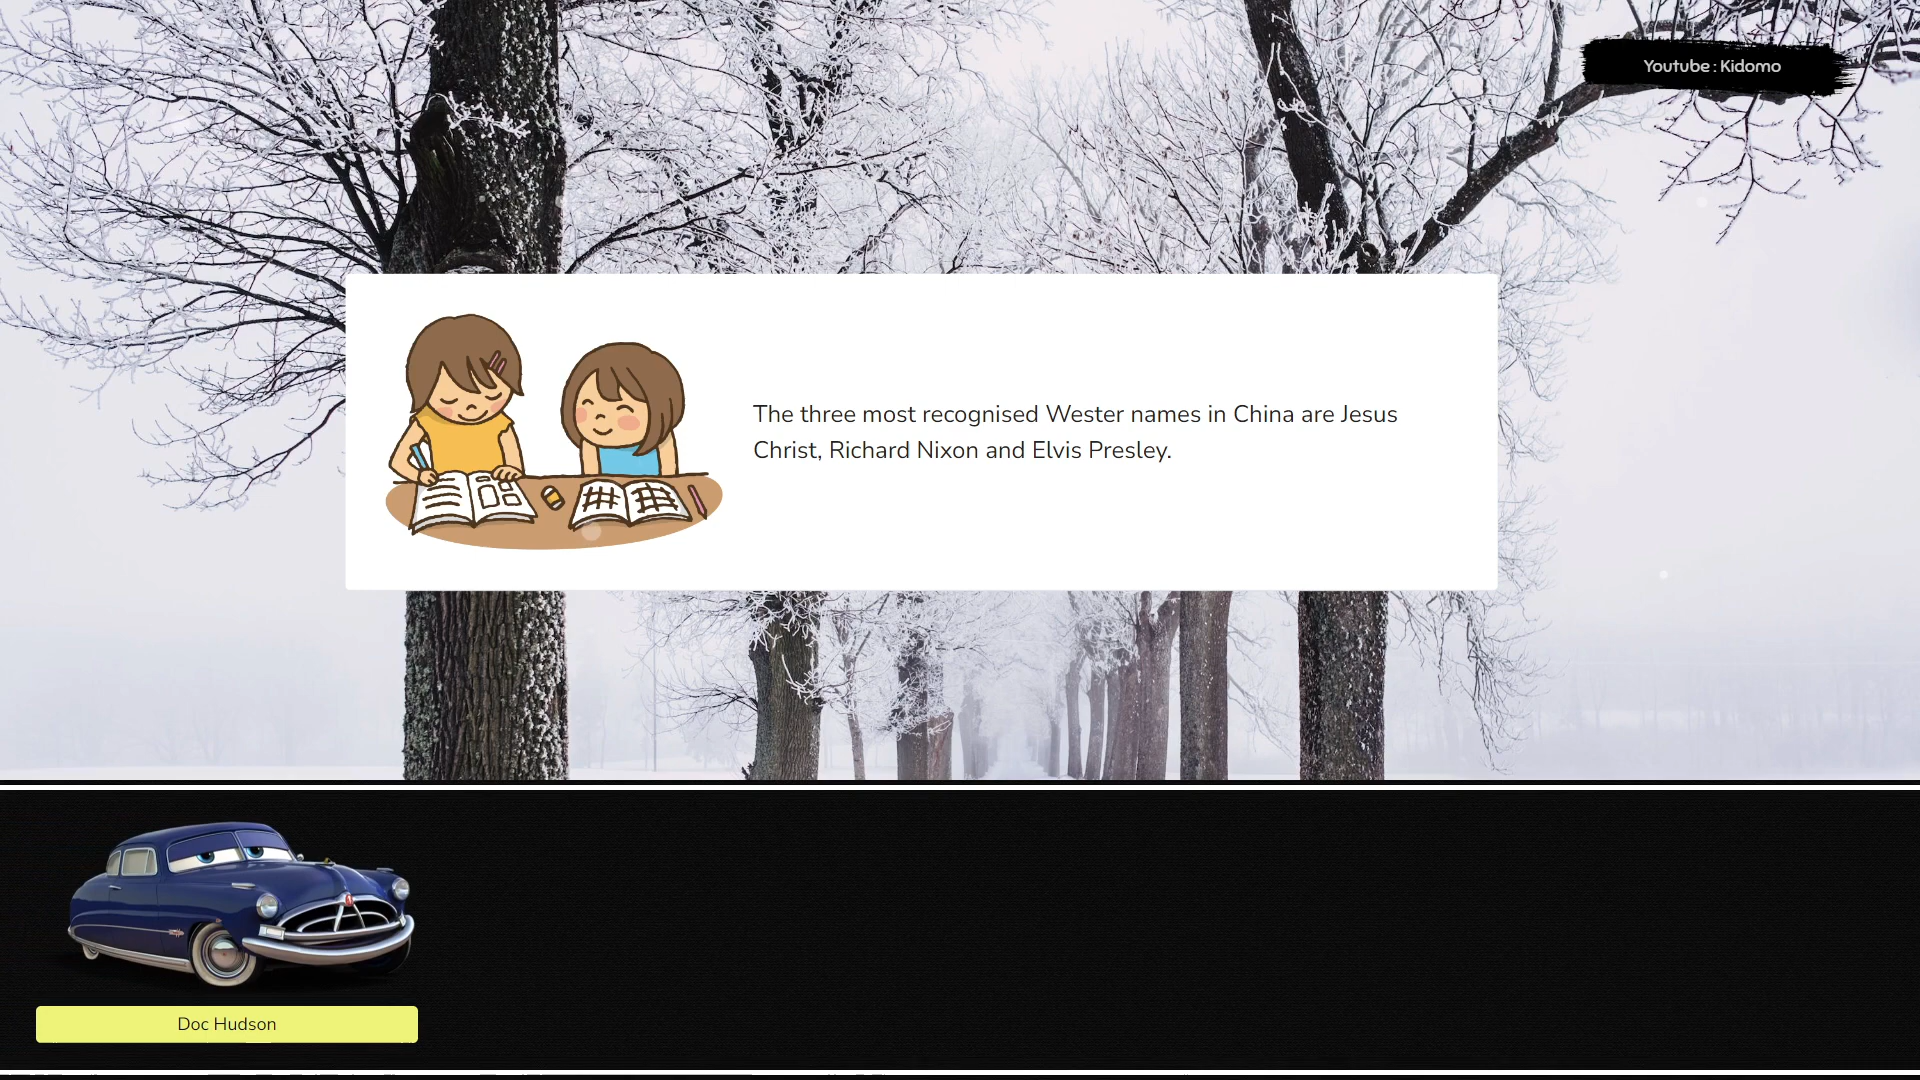 Youtube : Kidomo
The three most recognised Wester names in China are Jesus
Christ, Richard Nixon and Elvis Presley.
Doc Hudson